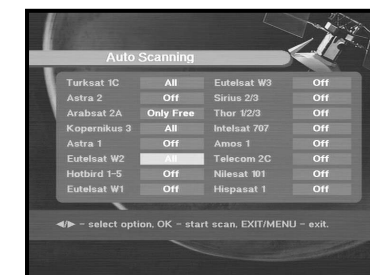 Auto Scanning
Turksat 1C All Eutelsat W3 Off
Astra 2 Off Sirius 2/3 Off
Arabsat 2A Only Free Thor 1/2/3 Off
Kopernikus 3 All Intelsat 707 Off
Astra 1 Off Amos 1 Off
Eutelsat W2 All Telecom 2C Off
Hotbird 1-5 Off Nilesat 101 Off
Eutelsat W1 Off Hispasat 1 Off
◄/► - select option, OK - start scan, EXIT/MENU - exit.